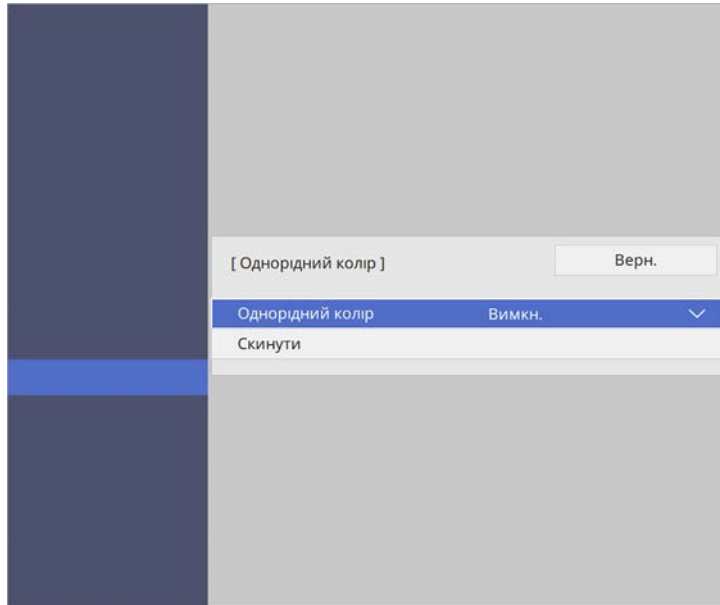 [ Однорідний колір ]
Верн.
Однорідний колір Вимкн.
Скинути